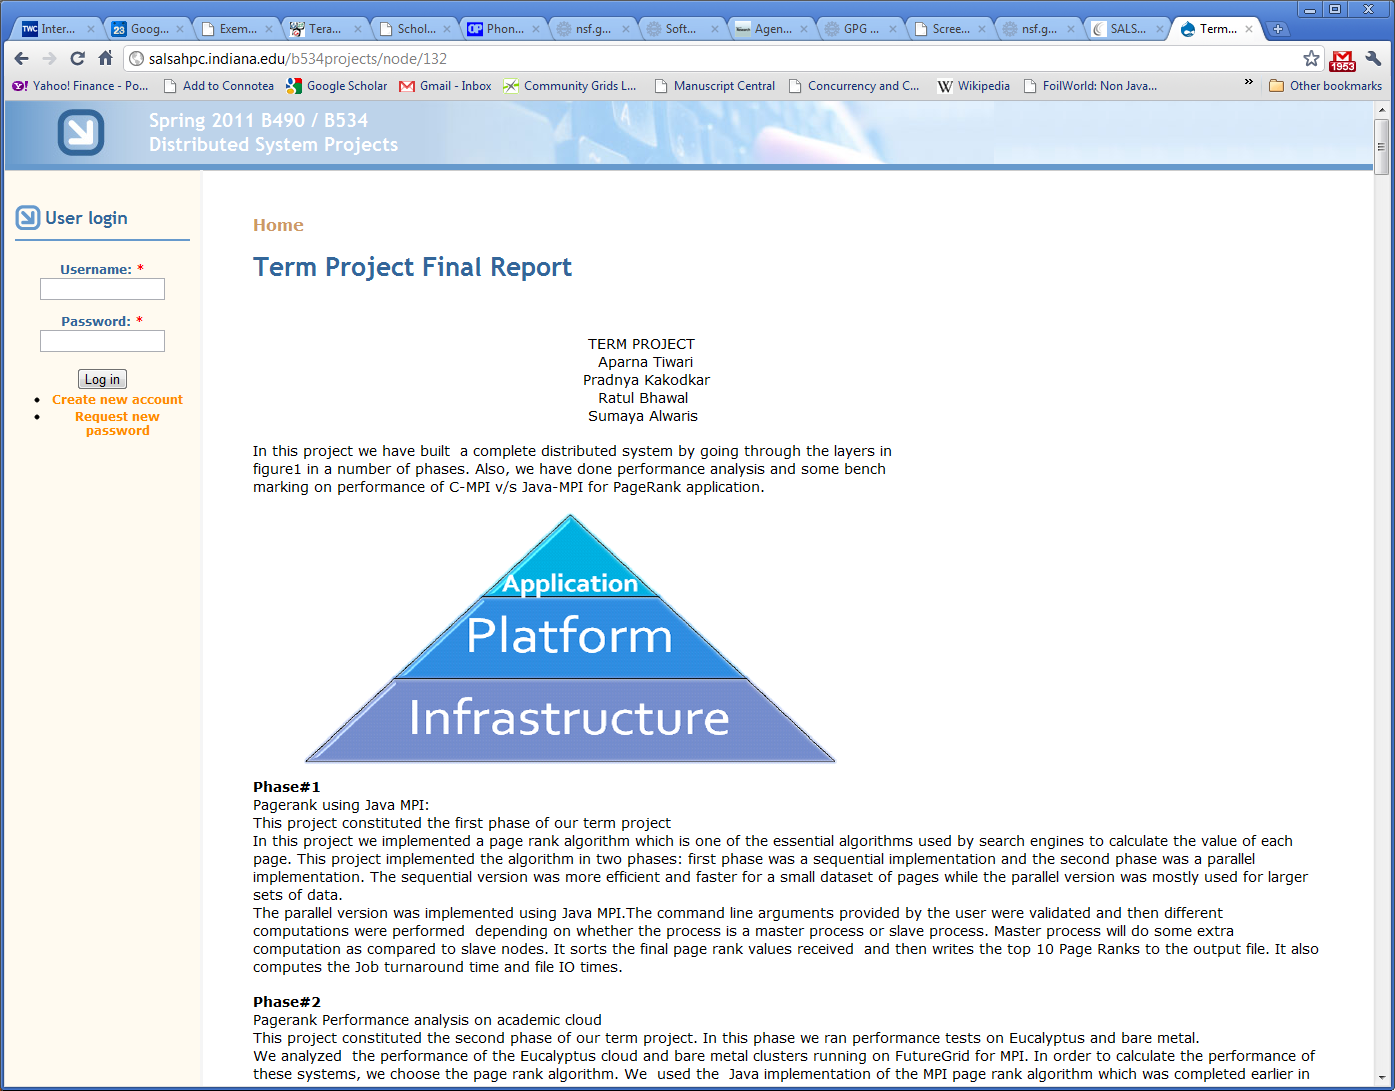 Inter...
Goog...
Exem...
Tera...
Schol...
Phon...
nsf.g...
Soft...
Agen...
GPG ...
Scree...
nsf.g...
SALS...
Term...
salsahpc.indiana.edu/b534projects/node/132
1953
Yahoo! Finance - Po...
Add to Connotea
Google Scholar
Gmail - Inbox
Community Grids L...
Manuscript Central
Concurrency and C...
Wikipedia
FoilWorld: Non Java...
»
Other bookmarks
Spring 2011 B490 / B534
Distributed System Projects
User login
Username: *
Password: *
Log in
Create new account
Request new
password
Home
Term Project Final Report
TERM PROJECT
Aparna Tiwari
Pradnya Kakodkar
Ratul Bhawal
Sumaya Alwaris
In this project we have built  a complete distributed system by going through the layers in
figure1 in a number of phases. Also, we have done performance analysis and some bench
marking on performance of C-MPI v/s Java-MPI for PageRank application.
Application
Platform
Infrastructure
Phase#1
Pagerank using Java MPI:
This project constituted the first phase of our term project
In this project we implemented a page rank algorithm which is one of the essential algorithms used by search engines to calculate the value of each
page. This project implemented the algorithm in two phases: first phase was a sequential implementation and the second phase was a parallel
implementation. The sequential version was more efficient and faster for a small dataset of pages while the parallel version was mostly used for larger
sets of data.
The parallel version was implemented using Java MPI.The command line arguments provided by the user were validated and then different
computations were performed  depending on whether the process is a master process or slave process. Master process will do some extra
computation as compared to slave nodes. It sorts the final page rank values received  and then writes the top 10 Page Ranks to the output file. It also
computes the Job turnaround time and file IO times.
Phase#2
Pagerank Performance analysis on academic cloud
This project constituted the second phase of our term project. In this phase we ran performance tests on Eucalyptus and bare metal.
We analyzed  the performance of the Eucalyptus cloud and bare metal clusters running on FutureGrid for MPI. In order to calculate the performance of
these systems, we choose the page rank algorithm. We  used the  Java implementation of the MPI page rank algorithm which was completed earlier in